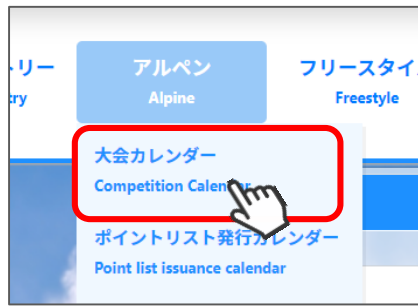 トリー アルペン フリースタイ
try Alpine Freestyle
大会カレンダー
Competition Calendar
ポイントリスト発行カレンダー
Point list issuance calendar